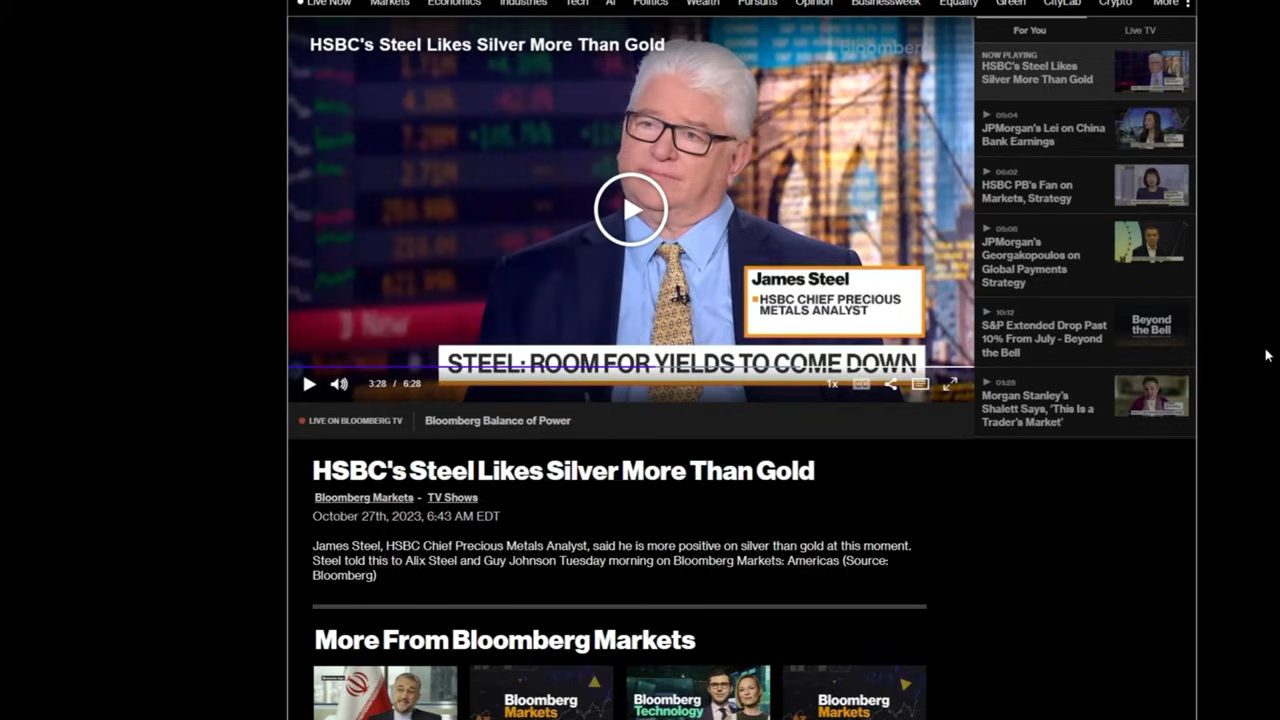 Live Now Markets Economics Industries Tech AI Politics Wealth Pursuits Opinion Businessweek Equality Green CityLab Crypto More
HSBC's Steel Likes Silver More Than Gold
Bloomberg
James Steel
HSBC CHIEF PRECIOUS
METALS ANALYST
STEEL: ROOM FOR YIELDS TO COME DOWN
3:28 / 6:28
1x
CC
LIVE ON BLOOMBERG TV
Bloomberg Balance of Power
For You
Live TV
NOW PLAYING
HSBC's Steel Likes
Silver More Than Gold
05:04
JPMorgan's Lei on China
Bank Earnings
06:02
HSBC PB's Fan on
Markets, Strategy
05:08
JPMorgan's
Georgakopoulos on
Global Payments
Strategy
10:12
S&P Extended Drop Past
10% From July - Beyond
the Bell
Beyond
the Bell
01:28
Morgan Stanley's
Shalett Says, 'This Is a
Trader's Market'
HSBC's Steel Likes Silver More Than Gold
Bloomberg Markets - TV Shows
October 27th, 2023, 6:43 AM EDT
James Steel, HSBC Chief Precious Metals Analyst, said he is more positive on silver than gold at this moment.
Steel told this to Alix Steel and Guy Johnson Tuesday morning on Bloomberg Markets: Americas (Source:
Bloomberg)
More From Bloomberg Markets
Bloomberg
Markets
Bloomberg
Technology
Bloomberg
Markets